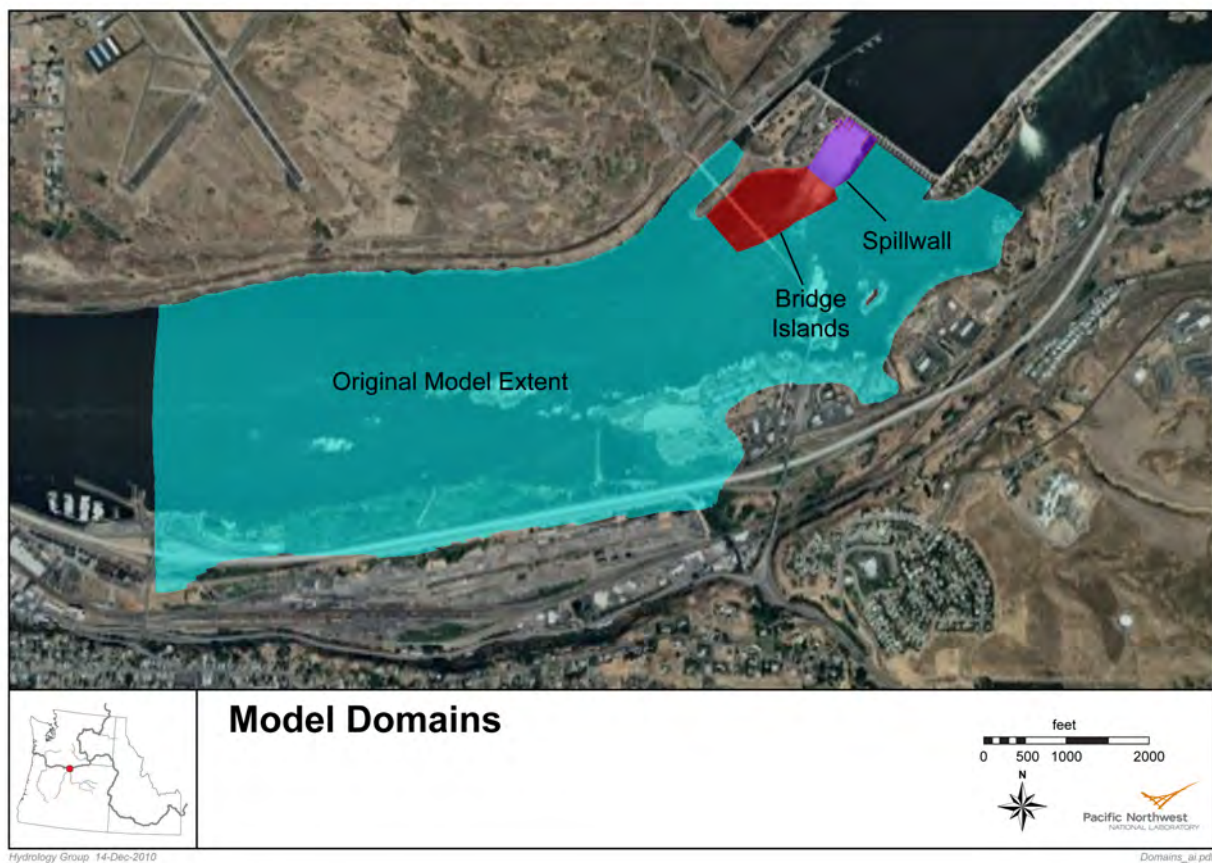 Spillwall
Bridge
Islands
Original Model Extent
Model Domains
feet
0 500 1000 2000
N
Pacific Northwest
NATIONAL LABORATORY
Hydrology Group 14-Dec-2010
Domains_ai.pdf